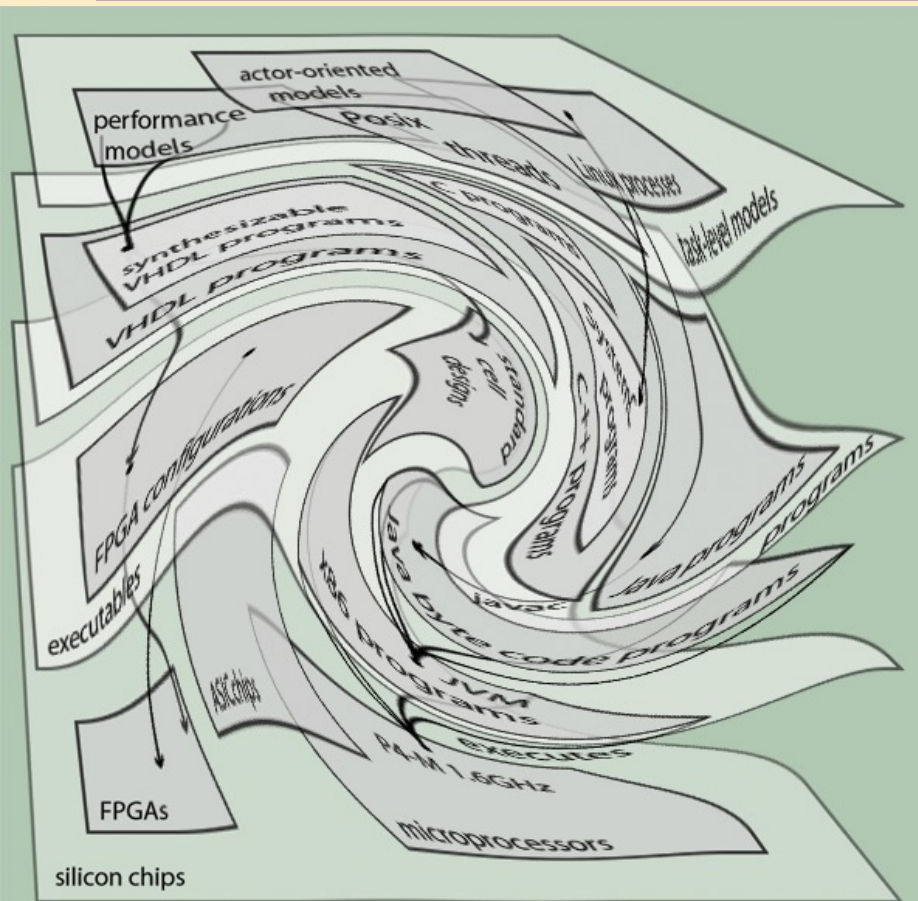 actor-oriented
models
performance
models
Posix
threads
Linux processes
task-level models
synthesizable
VHDL programs
VHDL programs
C programs
SystemC
programs
C++ programs
standard
cell
designs
FPGA configurations
Java programs
programs
javac
Java byte code programs
executables
x86 programs
JVM
executes
ASIC chips
P4-M 1.6GHz
microprocessors
FPGAs
silicon chips